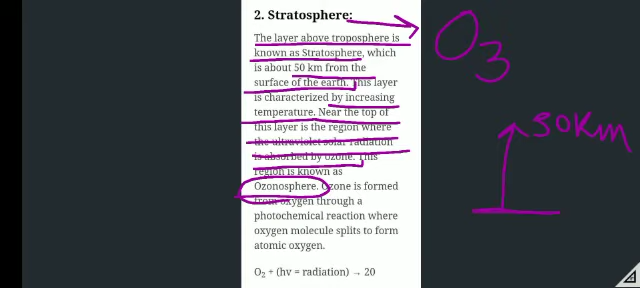 2. Stratosphere:
The layer above troposphere is
known as Stratosphere, which
is about 50 km from the
surface of the earth. This layer
is characterized by increasing
temperature. Near the top of
this layer is the region where
the ultraviolet solar radiation
is absorbed by ozone. This
region is known as
Ozonosphere. Ozone is formed
from oxygen through a
photochemical reaction where
oxygen molecule splits to form
atomic oxygen.
O₂ + (hv = radiation) → 20
O₃
50km